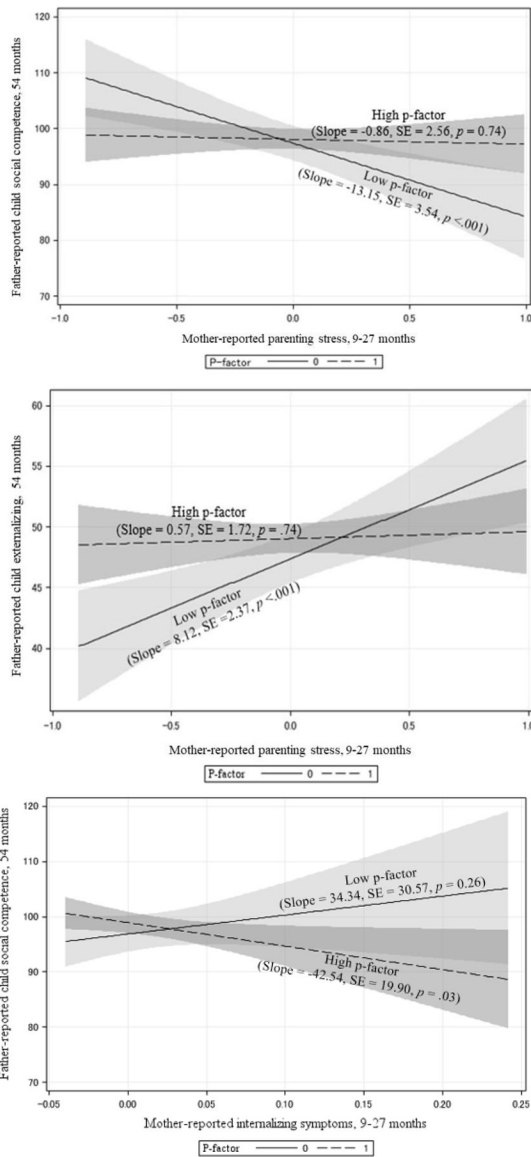 Father-reported child social competence, 54 months
120
110
100
90
80
70
High p-factor
(Slope = -0.86, SE = 2.56, p = 0.74)
Low p-factor
(Slope = -13.15, SE = 3.54, p <.001)
-1.0
-0.5
0.0
0.5
1.0
Mother-reported parenting stress, 9-27 months
P-factor 0 1
Father-reported child externalizing, 54 months
60
55
50
45
40
High p-factor
(Slope = 0.57, SE = 1.72, p = .74)
Low p-factor
(Slope = 8.12, SE =2.37, p <.001)
-1.0
-0.5
0.0
0.5
1.0
Mother-reported parenting stress, 9-27 months
P-factor 0 1
Father-reported child social competence, 54 months
120
110
100
90
80
70
Low p-factor
(Slope = 34.34, SE = 30.57, p = 0.26)
High p-factor
(Slope = -42.54, SE = 19.90, p = .03)
-0.05
0.00
0.05
0.10
0.15
0.20
0.25
Mother-reported internalizing symptoms, 9-27 months
P-factor 0 1